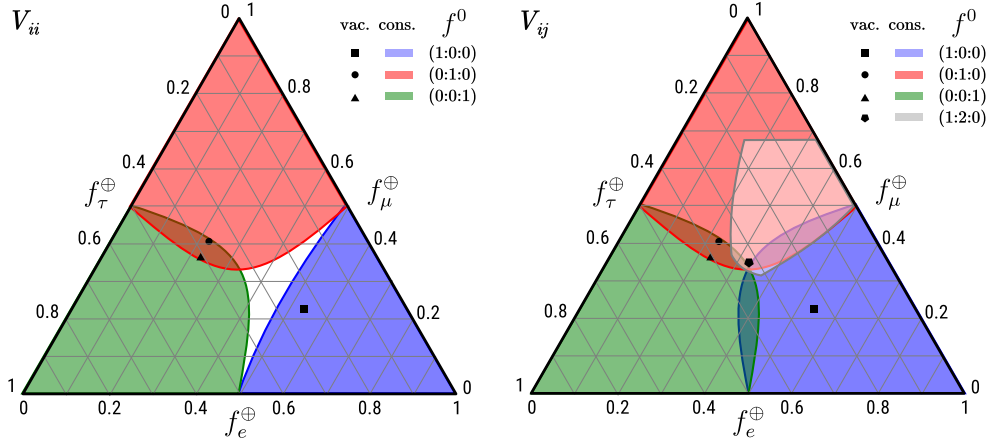 V_ii
0 1
vac. cons. f^0
(1:0:0)
(0:1:0)
(0:0:1)
0.2 0.8
0.4 0.6
f_τ^⊕ f_μ^⊕
0.6 0.4
0.8 0.2
1 0
0 0.2 0.4 0.6 0.8 1
f_e^⊕
V_ij
0 1
vac. cons. f^0
(1:0:0)
(0:1:0)
(0:0:1)
(1:2:0)
0.2 0.8
0.4 0.6
f_τ^⊕ f_μ^⊕
0.6 0.4
0.8 0.2
1 0
0 0.2 0.4 0.6 0.8 1
f_e^⊕